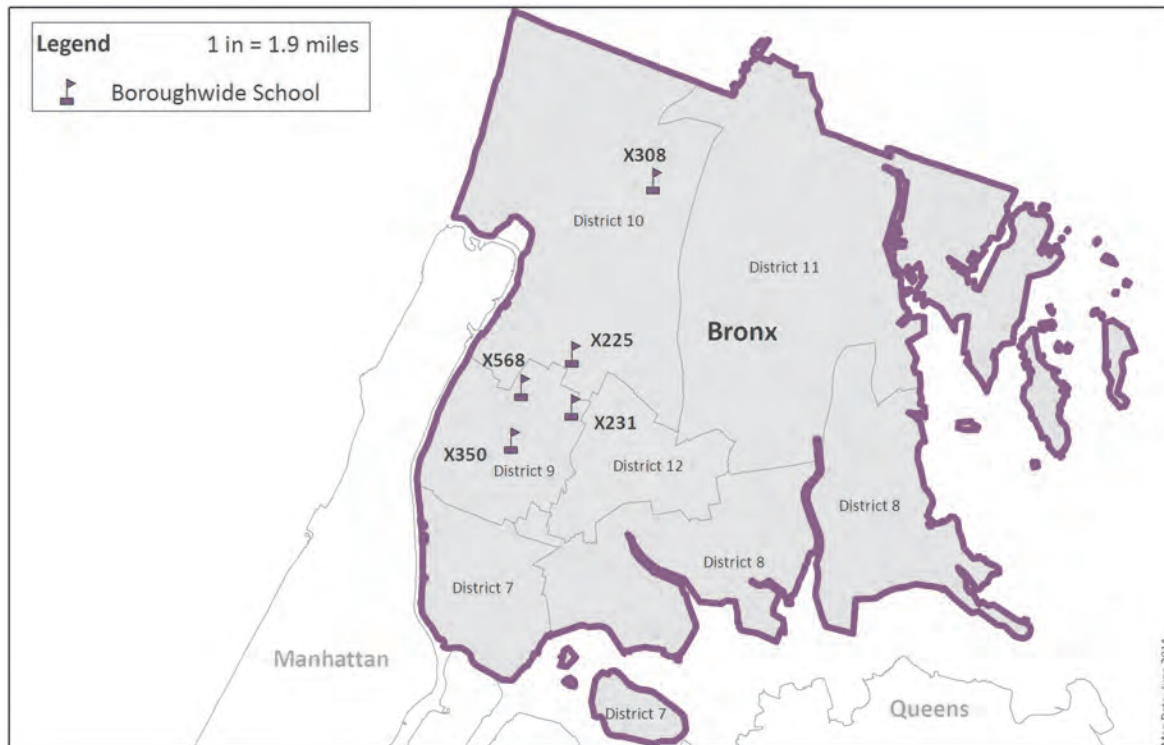 Legend 1 in = 1.9 miles
Boroughwide School
X308
District 10
District 11
Bronx
X225
X568
X231
X350
District 9
District 12
District 8
District 8
District 7
Manhattan
District 7
Queens